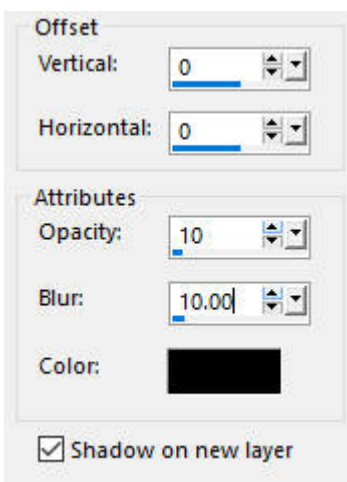 Offset
Vertical: 0
Horizontal: 0
Attributes
Opacity: 10
Blur: 10.00
Color:
Shadow on new layer